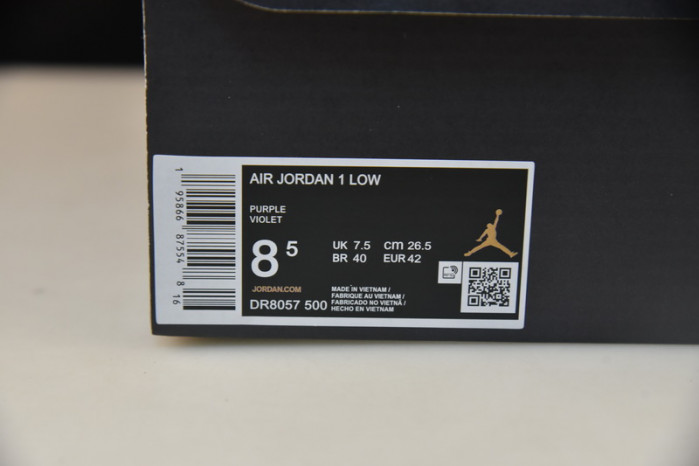 AIR JORDAN 1 LOW
PURPLE
VIOLET
8 5
UK 7.5 cm 26.5
BR 40 EUR 42
JORDAN.COM
DR8057 500
MADE IN VIETNAM /
FABRIQUE AU VIETNAM /
FABRICADO NO VIETNÃ /
HECHO EN VIETNAM
1 95866 87554 8 16